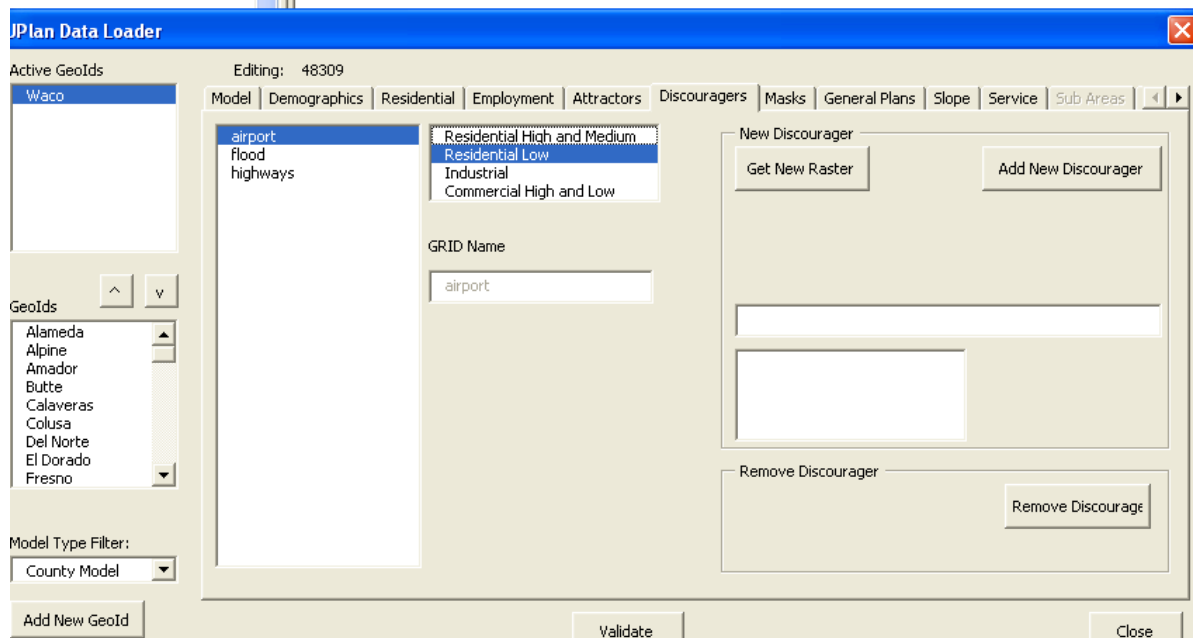 UPlan Data Loader
Active GeoIds
Editing: 48309
Waco
Model Demographics Residential Employment Attractors Discouragers Masks General Plans Slope Service Sub Areas
airport
flood
highways
Residential High and Medium
Residential Low
Industrial
Commercial High and Low
GRID Name
airport
New Discourager
Get New Raster
Add New Discourager
Remove Discourager
Remove Discourage
^ v
GeoIds
Alameda
Alpine
Amador
Butte
Calaveras
Colusa
Del Norte
El Dorado
Fresno
Model Type Filter:
County Model
Add New GeoId
Validate
Close